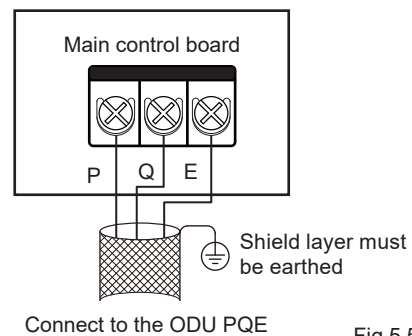 Main control board
P Q E
Shield layer must
be earthed
Connect to the ODU PQE
Fig.5.5